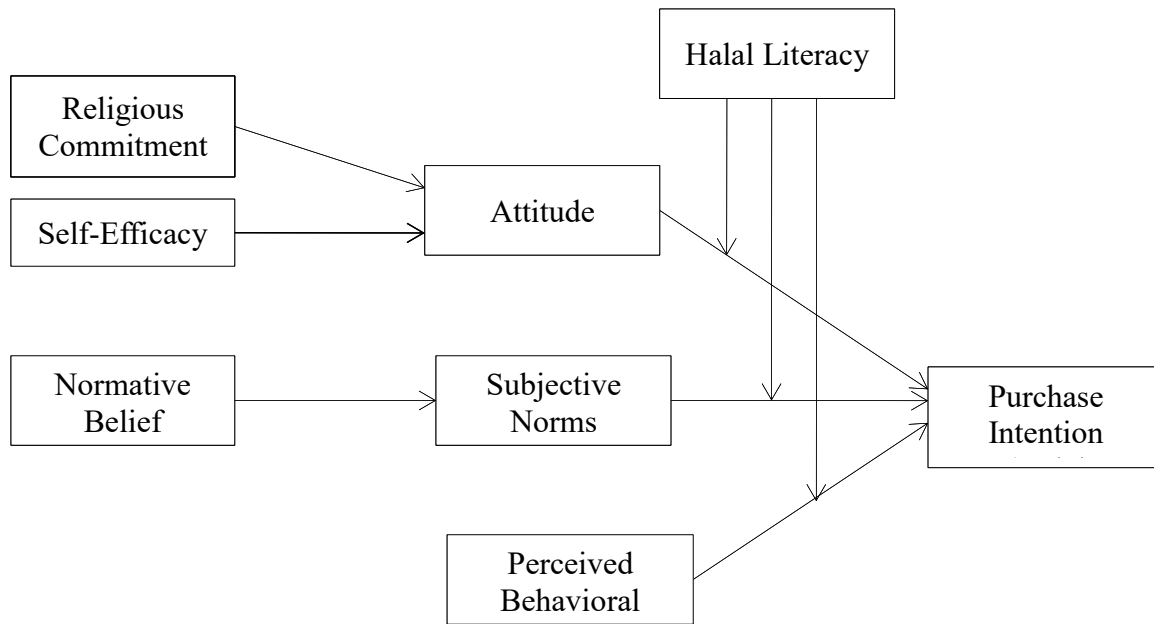 Halal Literacy
Religious
Commitment
Attitude
Self-Efficacy
Normative
Belief
Subjective
Norms
Purchase
Intention
Perceived
Behavioral